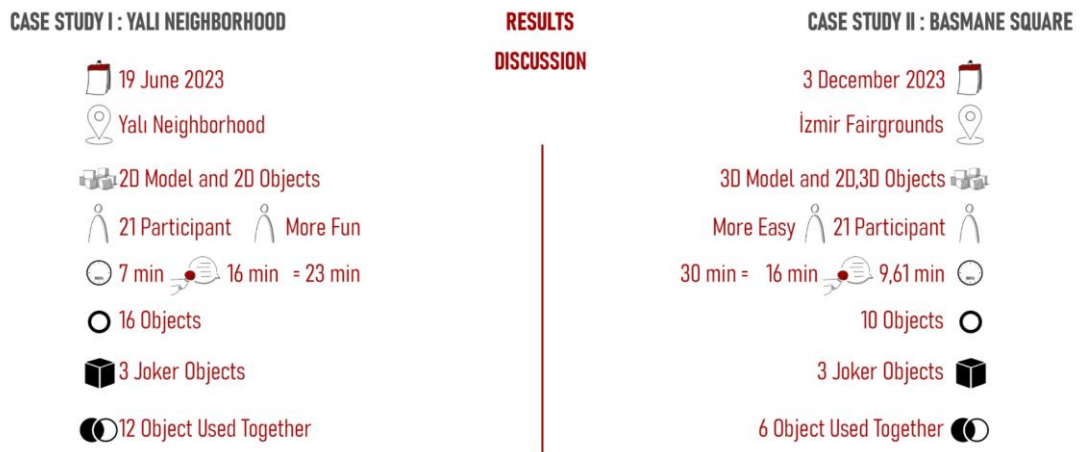 CASE STUDY I : YALI NEIGHBORHOOD
19 June 2023
Yalı Neighborhood
2D Model and 2D Objects
21 Participant More Fun
7 min 16 min = 23 min
16 Objects
3 Joker Objects
12 Object Used Together
RESULTS
DISCUSSION
CASE STUDY II : BASMANE SQUARE
3 December 2023
İzmir Fairgrounds
3D Model and 2D,3D Objects
More Easy 21 Participant
30 min = 16 min 9,61 min
10 Objects
3 Joker Objects
6 Object Used Together